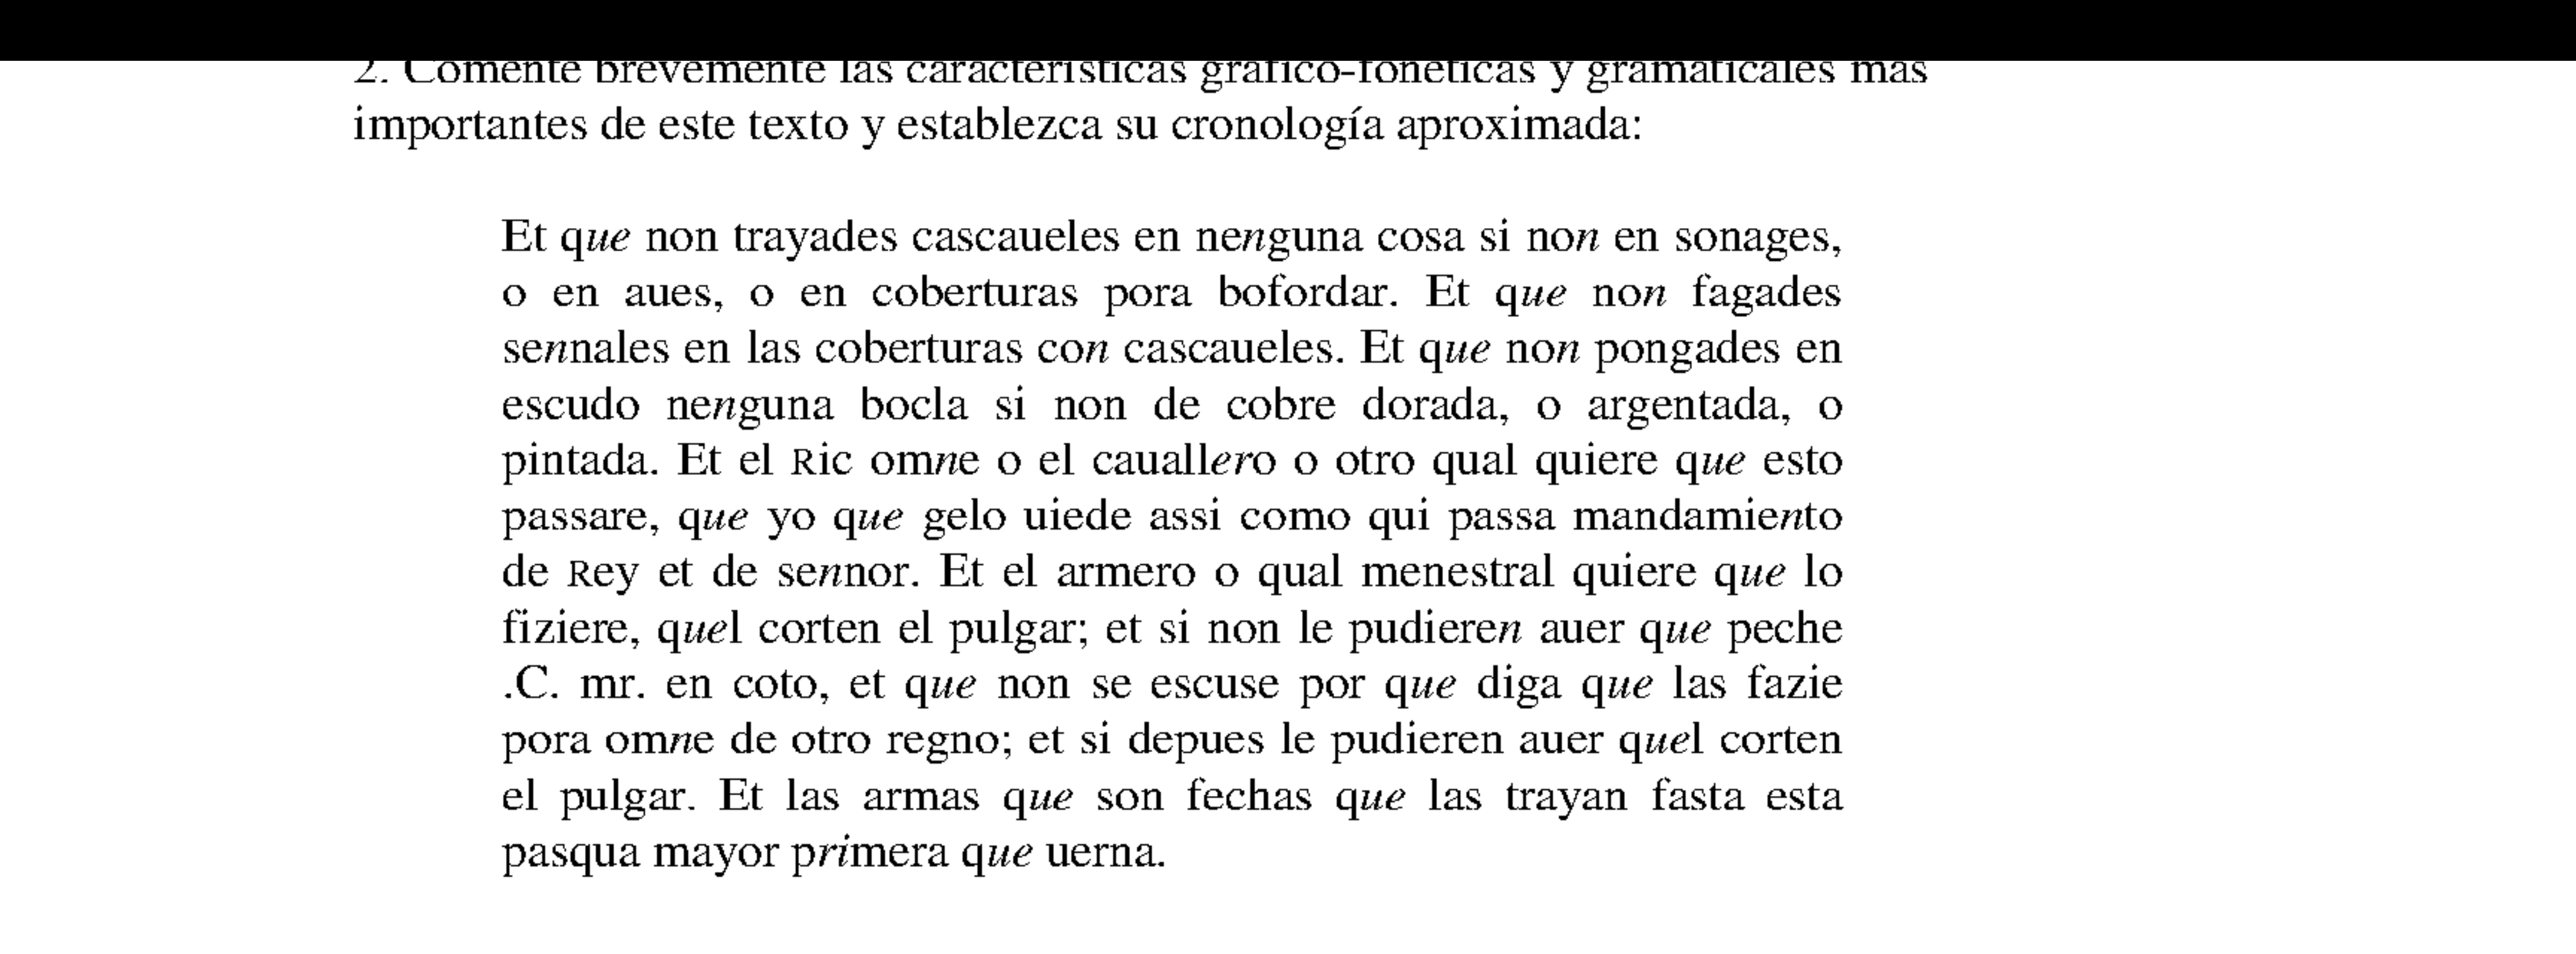 2. Comente brevemente las características gráfico-fonéticas y gramaticales más
importantes de este texto y establezca su cronología aproximada:
Et que non trayades cascaueles en nenguna cosa si non en sonages,
o en aues, o en coberturas pora bofordar. Et que non fagades
sennales en las coberturas con cascaueles. Et que non pongades en
escudo nenguna bocla si non de cobre dorada, o argentada, o
pintada. Et el Ric omne o el cauallero o otro qual quiere que esto
passare, que yo que gelo uiede assi como qui passa mandamiento
de Rey et de sennor. Et el armero o qual menestral quiere que lo
fiziere, quel corten el pulgar; et si non le pudieren auer que peche
.C. mr. en coto, et que non se escuse por que diga que las fazie
pora omne de otro regno; et si depues le pudieren auer quel corten
el pulgar. Et las armas que son fechas que las trayan fasta esta
pasqua mayor primera que uerna.